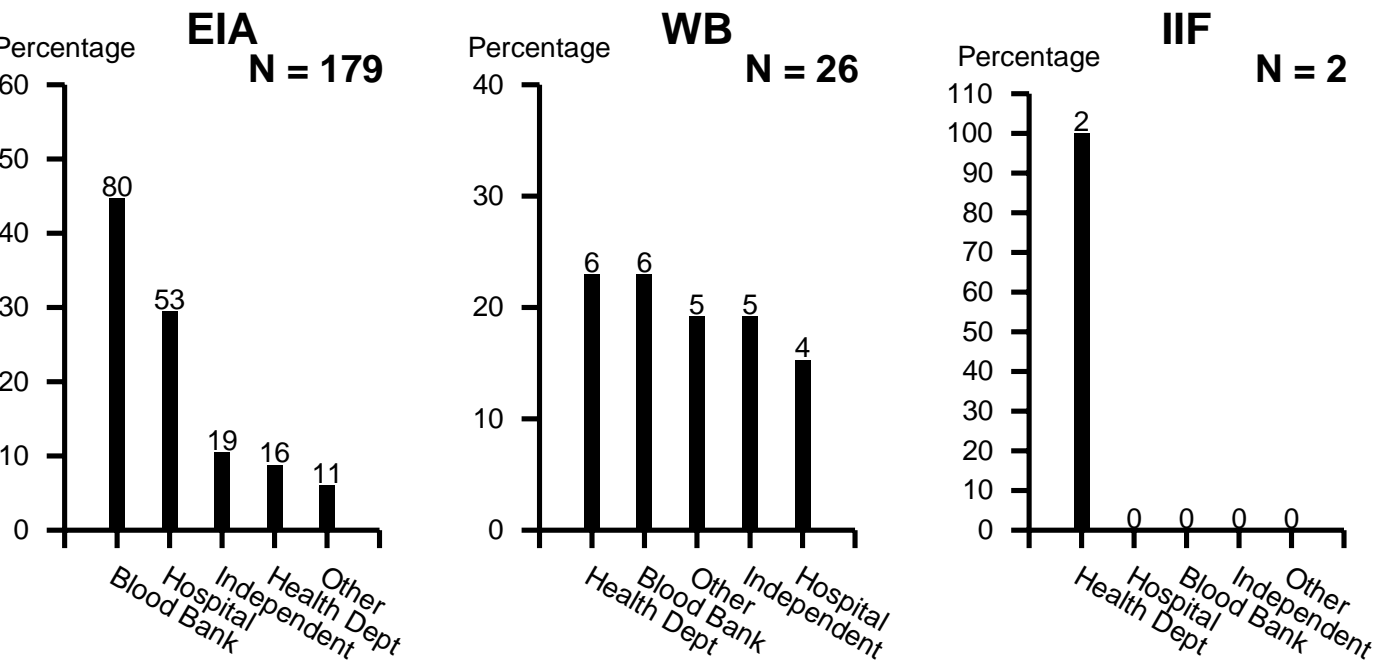 EIA
Percentage
N = 179
60
50
40
30
20
10
0
80
53
19
16
11
Blood Bank
Hospital
Independent
Health Dept
Other
WB
Percentage
N = 26
40
30
20
10
0
6
6
5
5
4
Health Dept
Blood Bank
Other
Independent
Hospital
IIF
Percentage
N = 2
110
100
90
80
70
60
50
40
30
20
10
0
2
0
0
0
0
Health Dept
Hospital
Blood Bank
Independent
Other